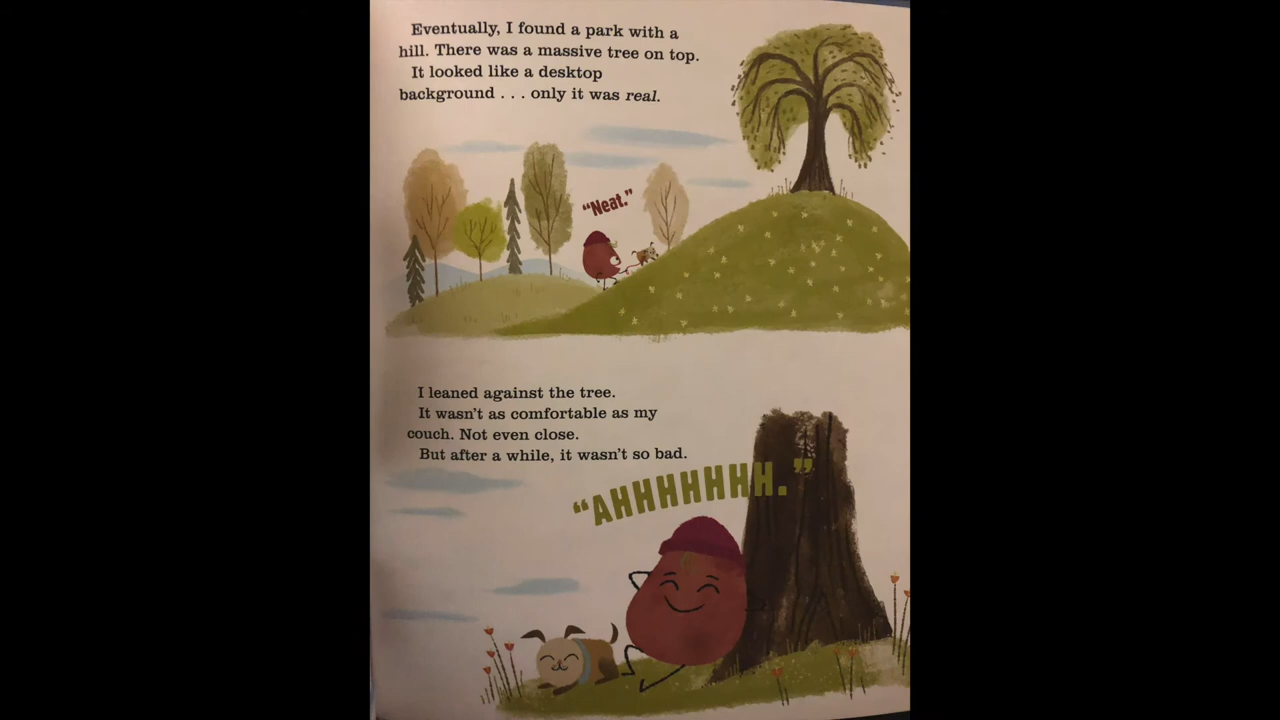 Eventually, I found a park with a
hill. There was a massive tree on top.
It looked like a desktop
background . . . only it was real.
"Neat."
I leaned against the tree.
It wasn't as comfortable as my
couch. Not even close.
But after a while, it wasn't so bad.
"AHHHHHHH."